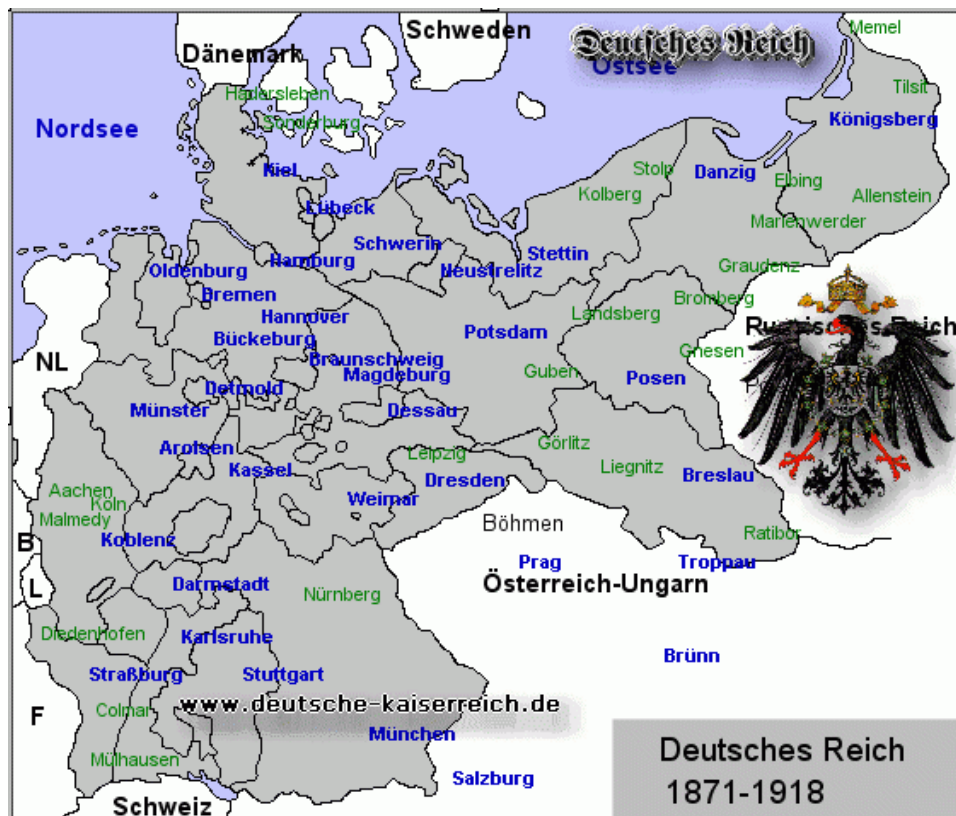 Schweden
Memel
Dänemark
Deutsches Reich
Ostsee
Hadersleben
Tilsit
Nordsee
Sonderburg
Königsberg
Kiel
Stolp
Danzig
Elbing
Kolberg
Allenstein
Lübeck
Marienwerder
Schwerin
Stettin
Hamburg
Oldenburg
Neustrelitz
Graudenz
Bremen
Bromberg
Hannover
Landsberg
Russisches Reich
Bückeburg
Potsdam
Braunschweig
Gnesen
NL
Magdeburg
Guben
Posen
Detmold
Münster
Dessau
Arolsen
Görlitz
Leipzig
Kassel
Liegnitz
Breslau
Dresden
Aachen
Weimar
Köln
Malmedy
Böhmen
Ratibor
B
Koblenz
Prag
Troppau
L
Darmstadt
Österreich-Ungarn
Nürnberg
Diedenhofen
Karlsruhe
Brünn
Straßburg
Stuttgart
www.deutsche-kaiserreich.de
Colmar
F
München
Mülhausen
Deutsches Reich
Salzburg
1871-1918
Schweiz